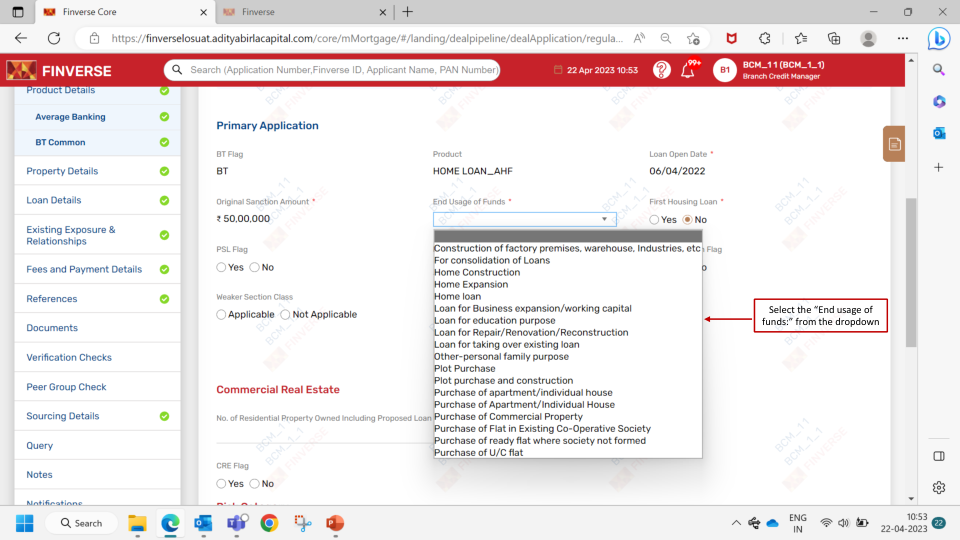 Finverse Core
Finverse
https://finverselosuat.adityabirlacapital.com/core/mMortgage/#/landing/dealpipeline/dealApplication/regula...
FINVERSE
Search (Application Number,Finverse ID, Applicant Name, PAN Number)
22 Apr 2023 10:53
99+
B1
BCM_1 1 (BCM_1_1)
Branch Credit Manager
Product Details
Average Banking
BT Common
Property Details
Loan Details
Existing Exposure &
Relationships
Fees and Payment Details
References
Documents
Verification Checks
Peer Group Check
Sourcing Details
Query
Notes
Notifications
Primary Application
BT Flag
BT
Product
HOME LOAN_AHF
Loan Open Date *
06/04/2022
Original Sanction Amount *
₹ 50,00,000
End Usage of Funds *
First Housing Loan *
Yes No
PSL Flag
Yes No
Flag
Weaker Section Class
Applicable Not Applicable
Construction of factory premises, warehouse, Industries, etc
For consolidation of Loans
Home Construction
Home Expansion
Home loan
Loan for Business expansion/working capital
Loan for education purpose
Loan for Repair/Renovation/Reconstruction
Loan for taking over existing loan
Other-personal family purpose
Plot Purchase
Plot purchase and construction
Purchase of apartment/individual house
Purchase of Apartment/Individual House
Purchase of Commercial Property
Purchase of Flat in Existing Co-Operative Society
Purchase of ready flat where society not formed
Purchase of U/C flat
Select the “End usage of
funds:” from the dropdown
Commercial Real Estate
No. of Residential Property Owned Including Proposed Loan
CRE Flag
Yes No
Search
ENG
IN
10:53
22-04-2023
22